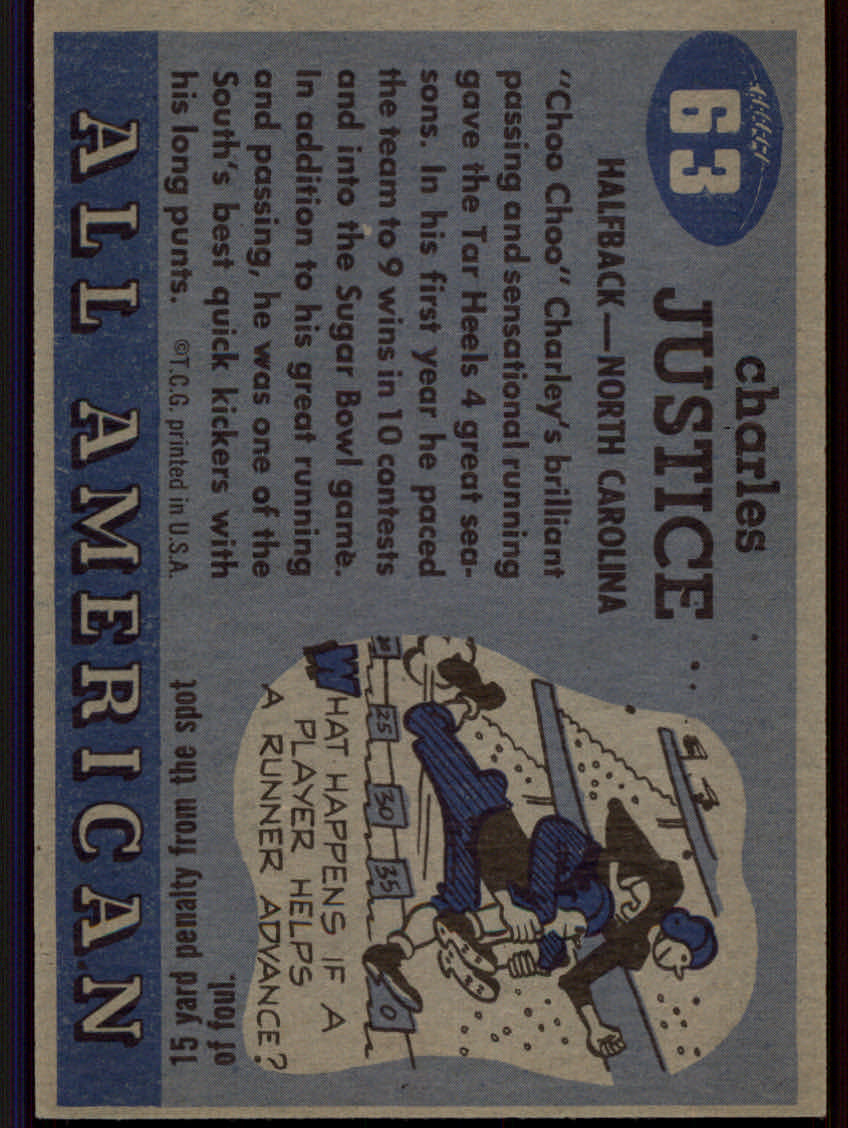 63
charles
JUSTICE
HALFBACK—NORTH CAROLINA
"Choo Choo" Charley's brilliant
passing and sensational running
gave the Tar Heels 4 great sea-
sons. In his first year he paced
the team to 9 wins in 10 contests
and into the Sugar Bowl game.
In addition to his great running
and passing, he was one of the
South's best quick kickers with
his long punts. ©T.C.G. printed in U.S.A.
25 30 35
WHAT HAPPENS IF A
PLAYER HELPS
A RUNNER ADVANCE?
15 yard penalty from the spot
of foul.
ALL AMERICAN